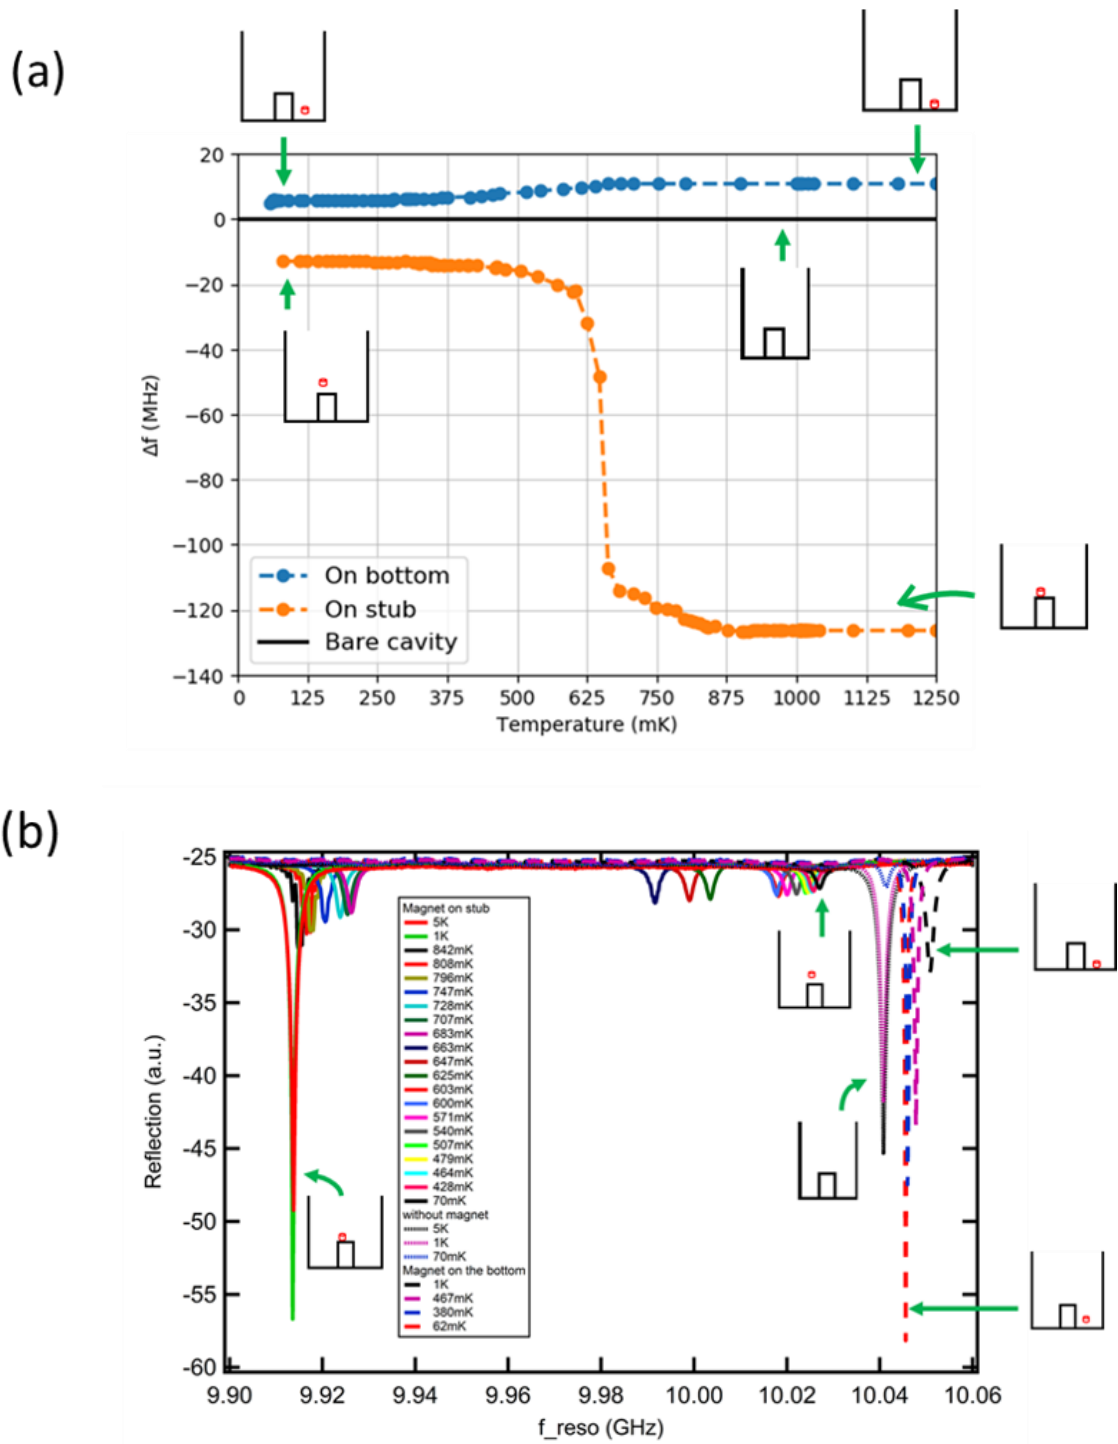 (a)
20
0
−20
−40
−60
−80
−100
−120
−140
Δf (MHz)
On bottom
On stub
Bare cavity
0 125 250 375 500 625 750 875 1000 1125 1250
Temperature (mK)
(b)
-25
-30
-35
-40
-45
-50
-55
-60
Reflection (a.u.)
Magnet on stub
5K
1K
842mK
808mK
796mK
747mK
728mK
707mK
683mK
663mK
647mK
625mK
603mK
600mK
571mK
540mK
507mK
479mK
464mK
428mK
70mK
without magnet
5K
1K
70mK
Magnet on the bottom
1K
467mK
380mK
62mK
9.90 9.92 9.94 9.96 9.98 10.00 10.02 10.04 10.06
f_reso (GHz)